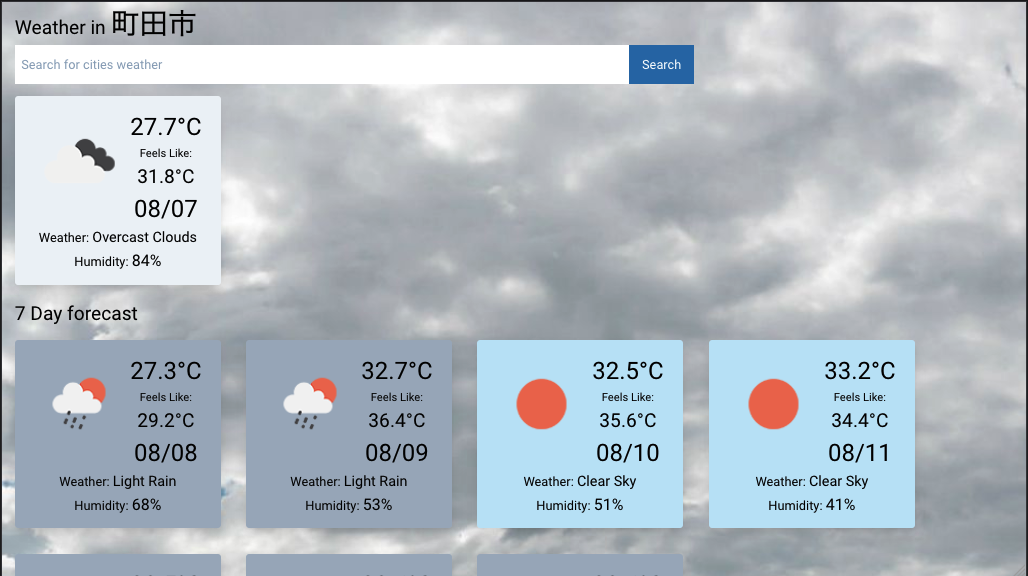 Weather in 町田市
Search for cities weather
Search
27.7°C
Feels Like:
31.8°C
08/07
Weather: Overcast Clouds
Humidity: 84%
7 Day forecast
27.3°C
Feels Like:
29.2°C
08/08
Weather: Light Rain
Humidity: 68%
32.7°C
Feels Like:
36.4°C
08/09
Weather: Light Rain
Humidity: 53%
32.5°C
Feels Like:
35.6°C
08/10
Weather: Clear Sky
Humidity: 51%
33.2°C
Feels Like:
34.4°C
08/11
Weather: Clear Sky
Humidity: 41%